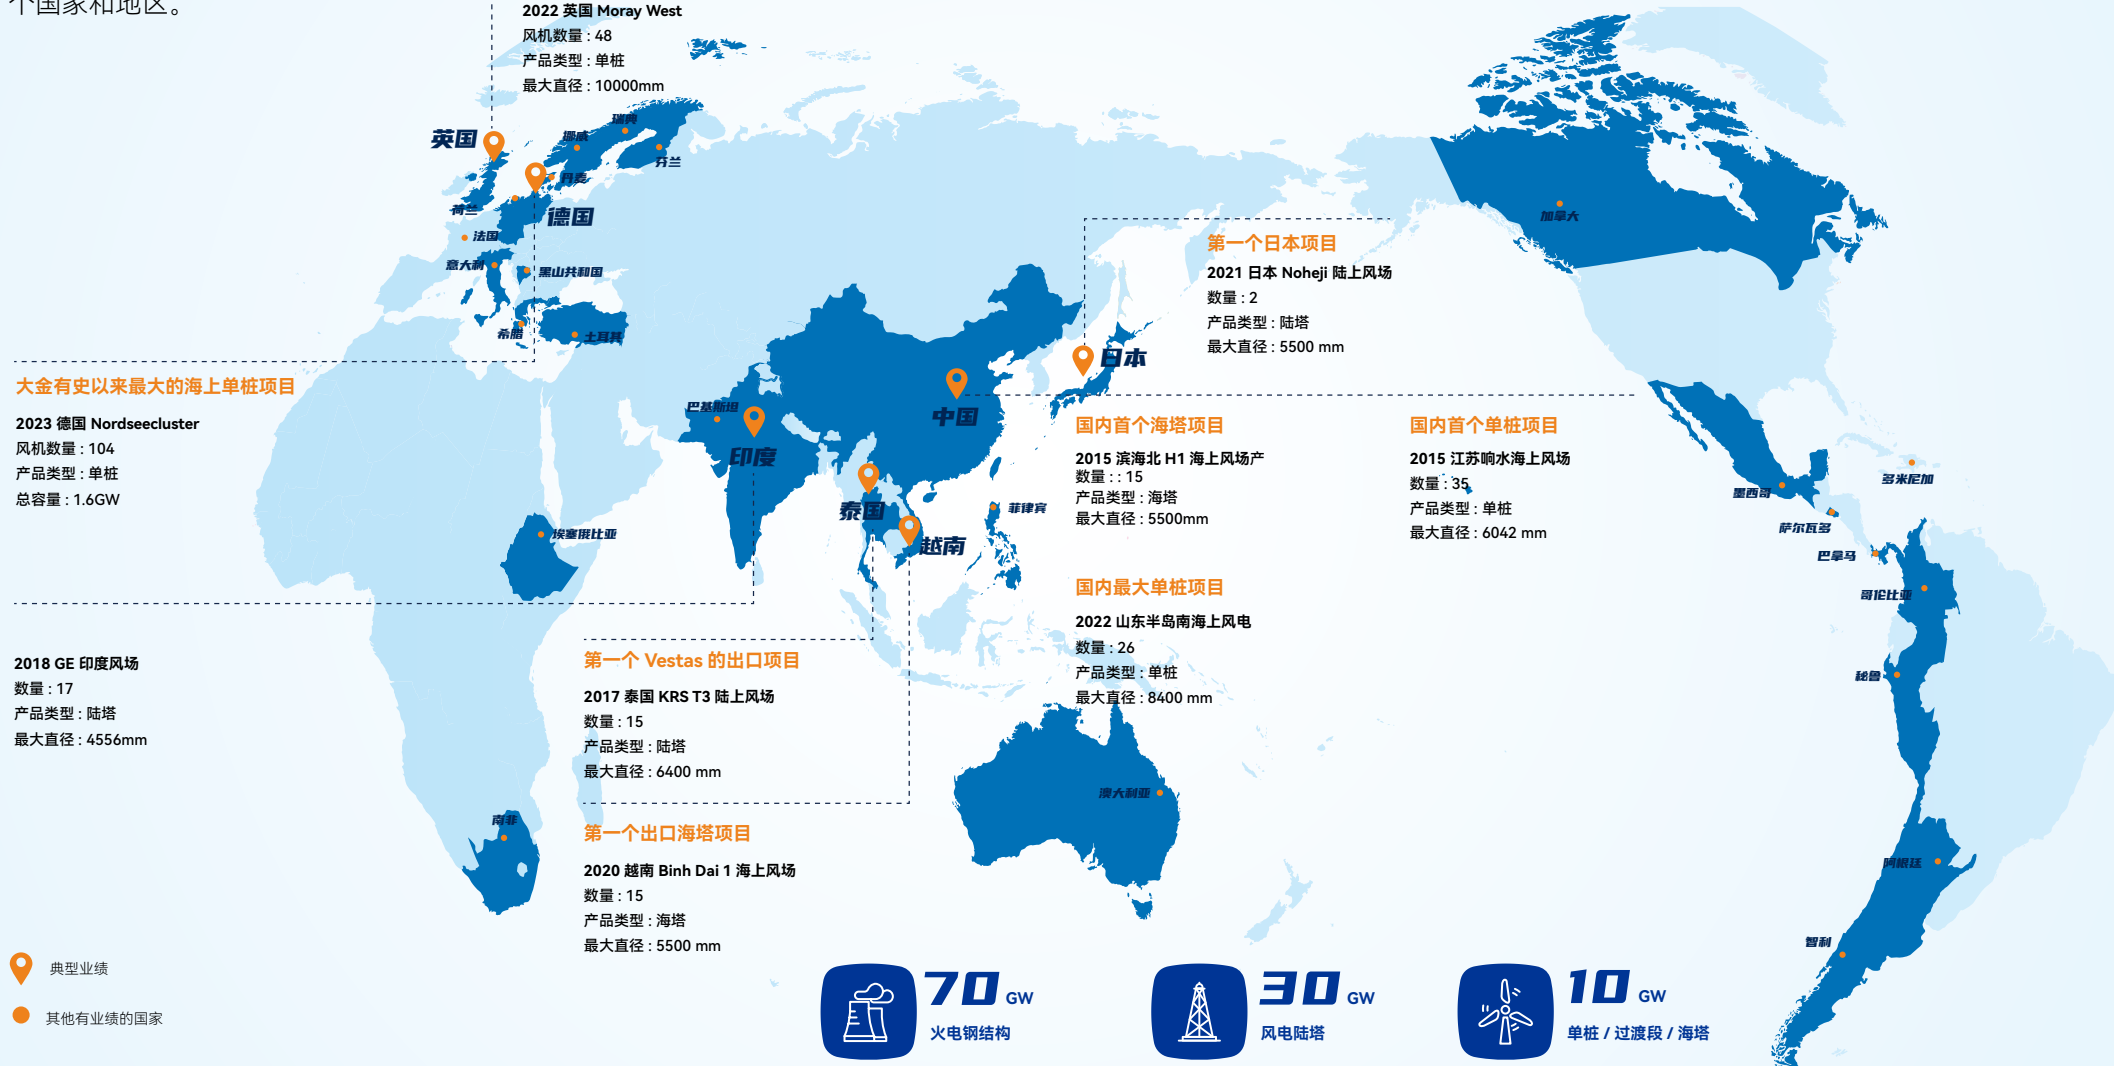 个国家和地区。
2022 英国 Moray West
风机数量 : 48
产品类型 : 单桩
最大直径 : 10000mm
英国
挪威
瑞典
芬兰
丹麦
荷兰
德国
法国
意大利
黑山共和国
希腊
土耳其
大金有史以来最大的海上单桩项目
2023 德国 Nordseecluster
风机数量 : 104
产品类型 : 单桩
总容量 : 1.6GW
第一个日本项目
2021 日本 Noheji 陆上风场
数量 : 2
产品类型 : 陆塔
最大直径 : 5500 mm
日本
中国
巴基斯坦
印度
泰国
越南
菲律宾
埃塞俄比亚
南非
澳大利亚
国内首个海塔项目
2015 滨海北 H1 海上风场产
数量 : : 15
产品类型 : 海塔
最大直径 : 5500mm
国内首个单桩项目
2015 江苏响水海上风场
数量 : 35
产品类型 : 单桩
最大直径 : 6042 mm
国内最大单桩项目
2022 山东半岛南海上风电
数量 : 26
产品类型 : 单桩
最大直径 : 8400 mm
2018 GE 印度风场
数量 : 17
产品类型 : 陆塔
最大直径 : 4556mm
第一个 Vestas 的出口项目
2017 泰国 KRS T3 陆上风场
数量 : 15
产品类型 : 陆塔
最大直径 : 6400 mm
第一个出口海塔项目
2020 越南 Binh Dai 1 海上风场
数量 : 15
产品类型 : 海塔
最大直径 : 5500 mm
加拿大
墨西哥
多米尼加
萨尔瓦多
巴拿马
哥伦比亚
秘鲁
阿根廷
智利
典型业绩
其他有业绩的国家
70 GW
火电钢结构
30 GW
风电陆塔
10 GW
单桩 / 过渡段 / 海塔